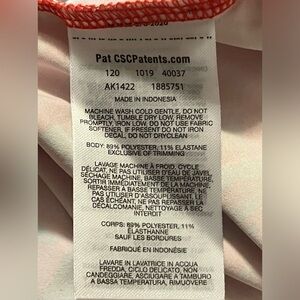 Pat CSCPatents.com
120 1019 40037
AK1422 1885751
MADE IN INDONESIA
MACHINE WASH COLD GENTLE, DO NOT
BLEACH, TUMBLE DRY LOW, REMOVE
PROMPTLY, IRON LOW, DO NOT USE FABRIC
SOFTENER, IF PRESENT DO NOT IRON
DECAL, DO NOT DRYCLEAN
BODY: 89% POLYESTER, 11% ELASTANE
EXCLUSIVE OF TRIMMING
LAVAGE MACHINE À FROID, CYCLE
DÉLICAT, NE PAS UTILISER D'EAU DE JAVEL,
SÉCHAGE MACHINE, BASSE TEMPÉRATURE,
SORTIR IMMÉDIATEMENT DE LA MACHINE,
REPASSER À BASSE TEMPÉRATURE, NE
PAS UTILISER D'ASSOUPLISSANT, LE
CAS ÉCHÉANT NE PAS REPASSER LA
DÉCALCOMANIE, NETTOYAGE À SEC
INTERDIT
CORPS: 89% POLYESTER, 11%
ÉLASTHANNE
SAUF LES BORDURES
FABRIQUÉ EN INDONÉSIE
LAVARE IN LAVATRICE IN ACQUA
FREDDA, CICLO DELICATO, NON
CANDEGGIARE, ASCIUGARE A TAMBURO
A BASSA TEMPERATURA, RIMUOVERE